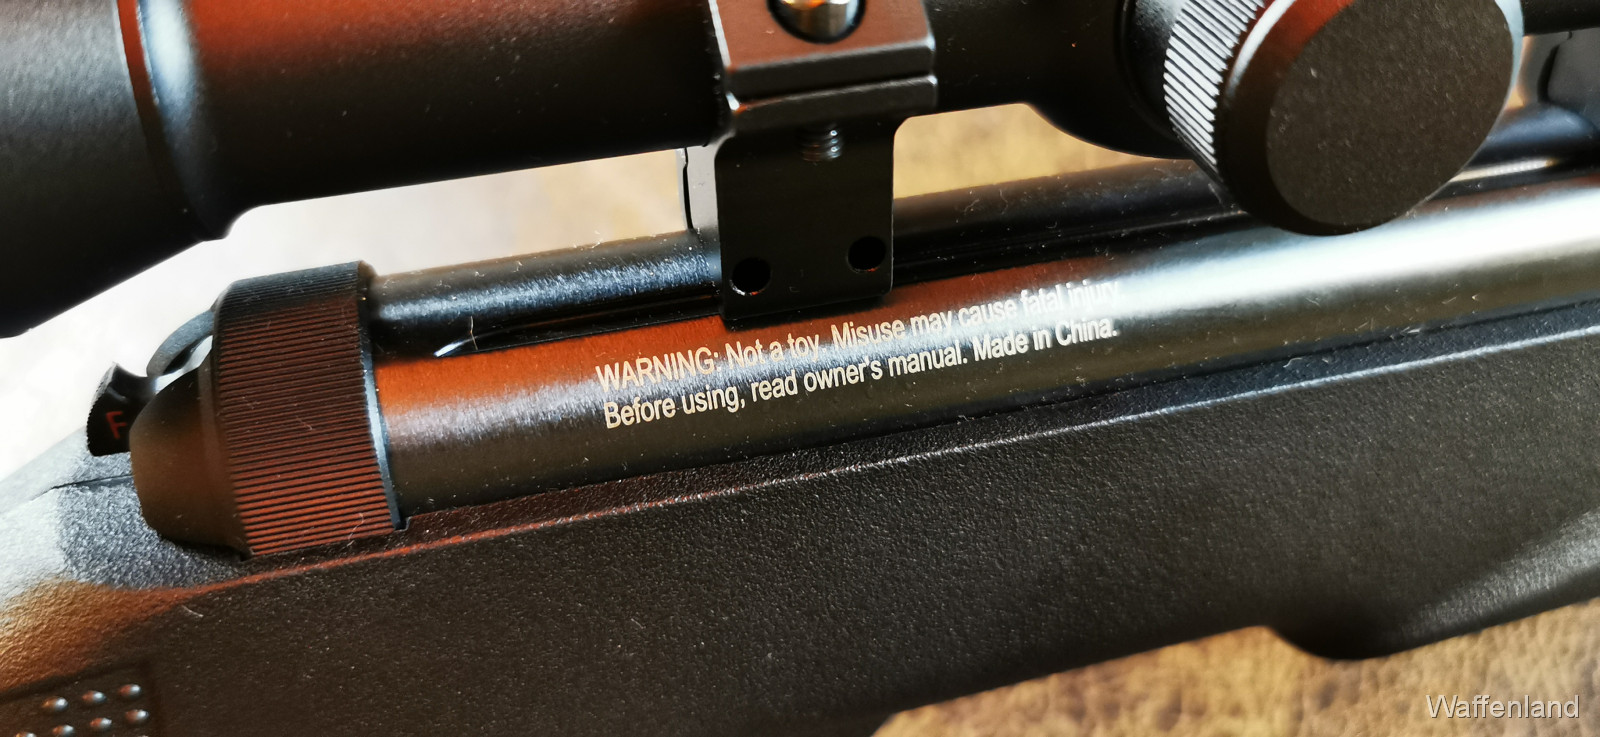 WARNING: Not a toy. Misuse may cause fatal injury.
Before using, read owner's manual. Made in China.
F
Waffenland